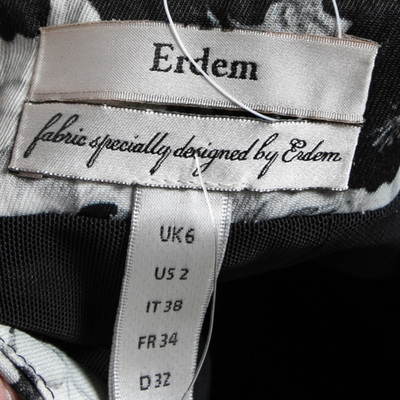 Erdem
fabric specially designed by Erdem
UK 6
US 2
IT 38
FR 34
D 32